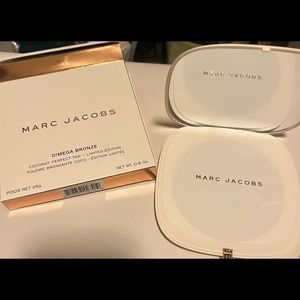 MARC JACOBS
O!MEGA BRONZE
COCONUT PERFECT TAN – LIMITED EDITION
POUDRE BRONZANTE COCO – ÉDITION LIMITÉE
POIDS NET 25g
NET WT. 0.8 OZ.
MARC JACOBS
MARC JACOBS